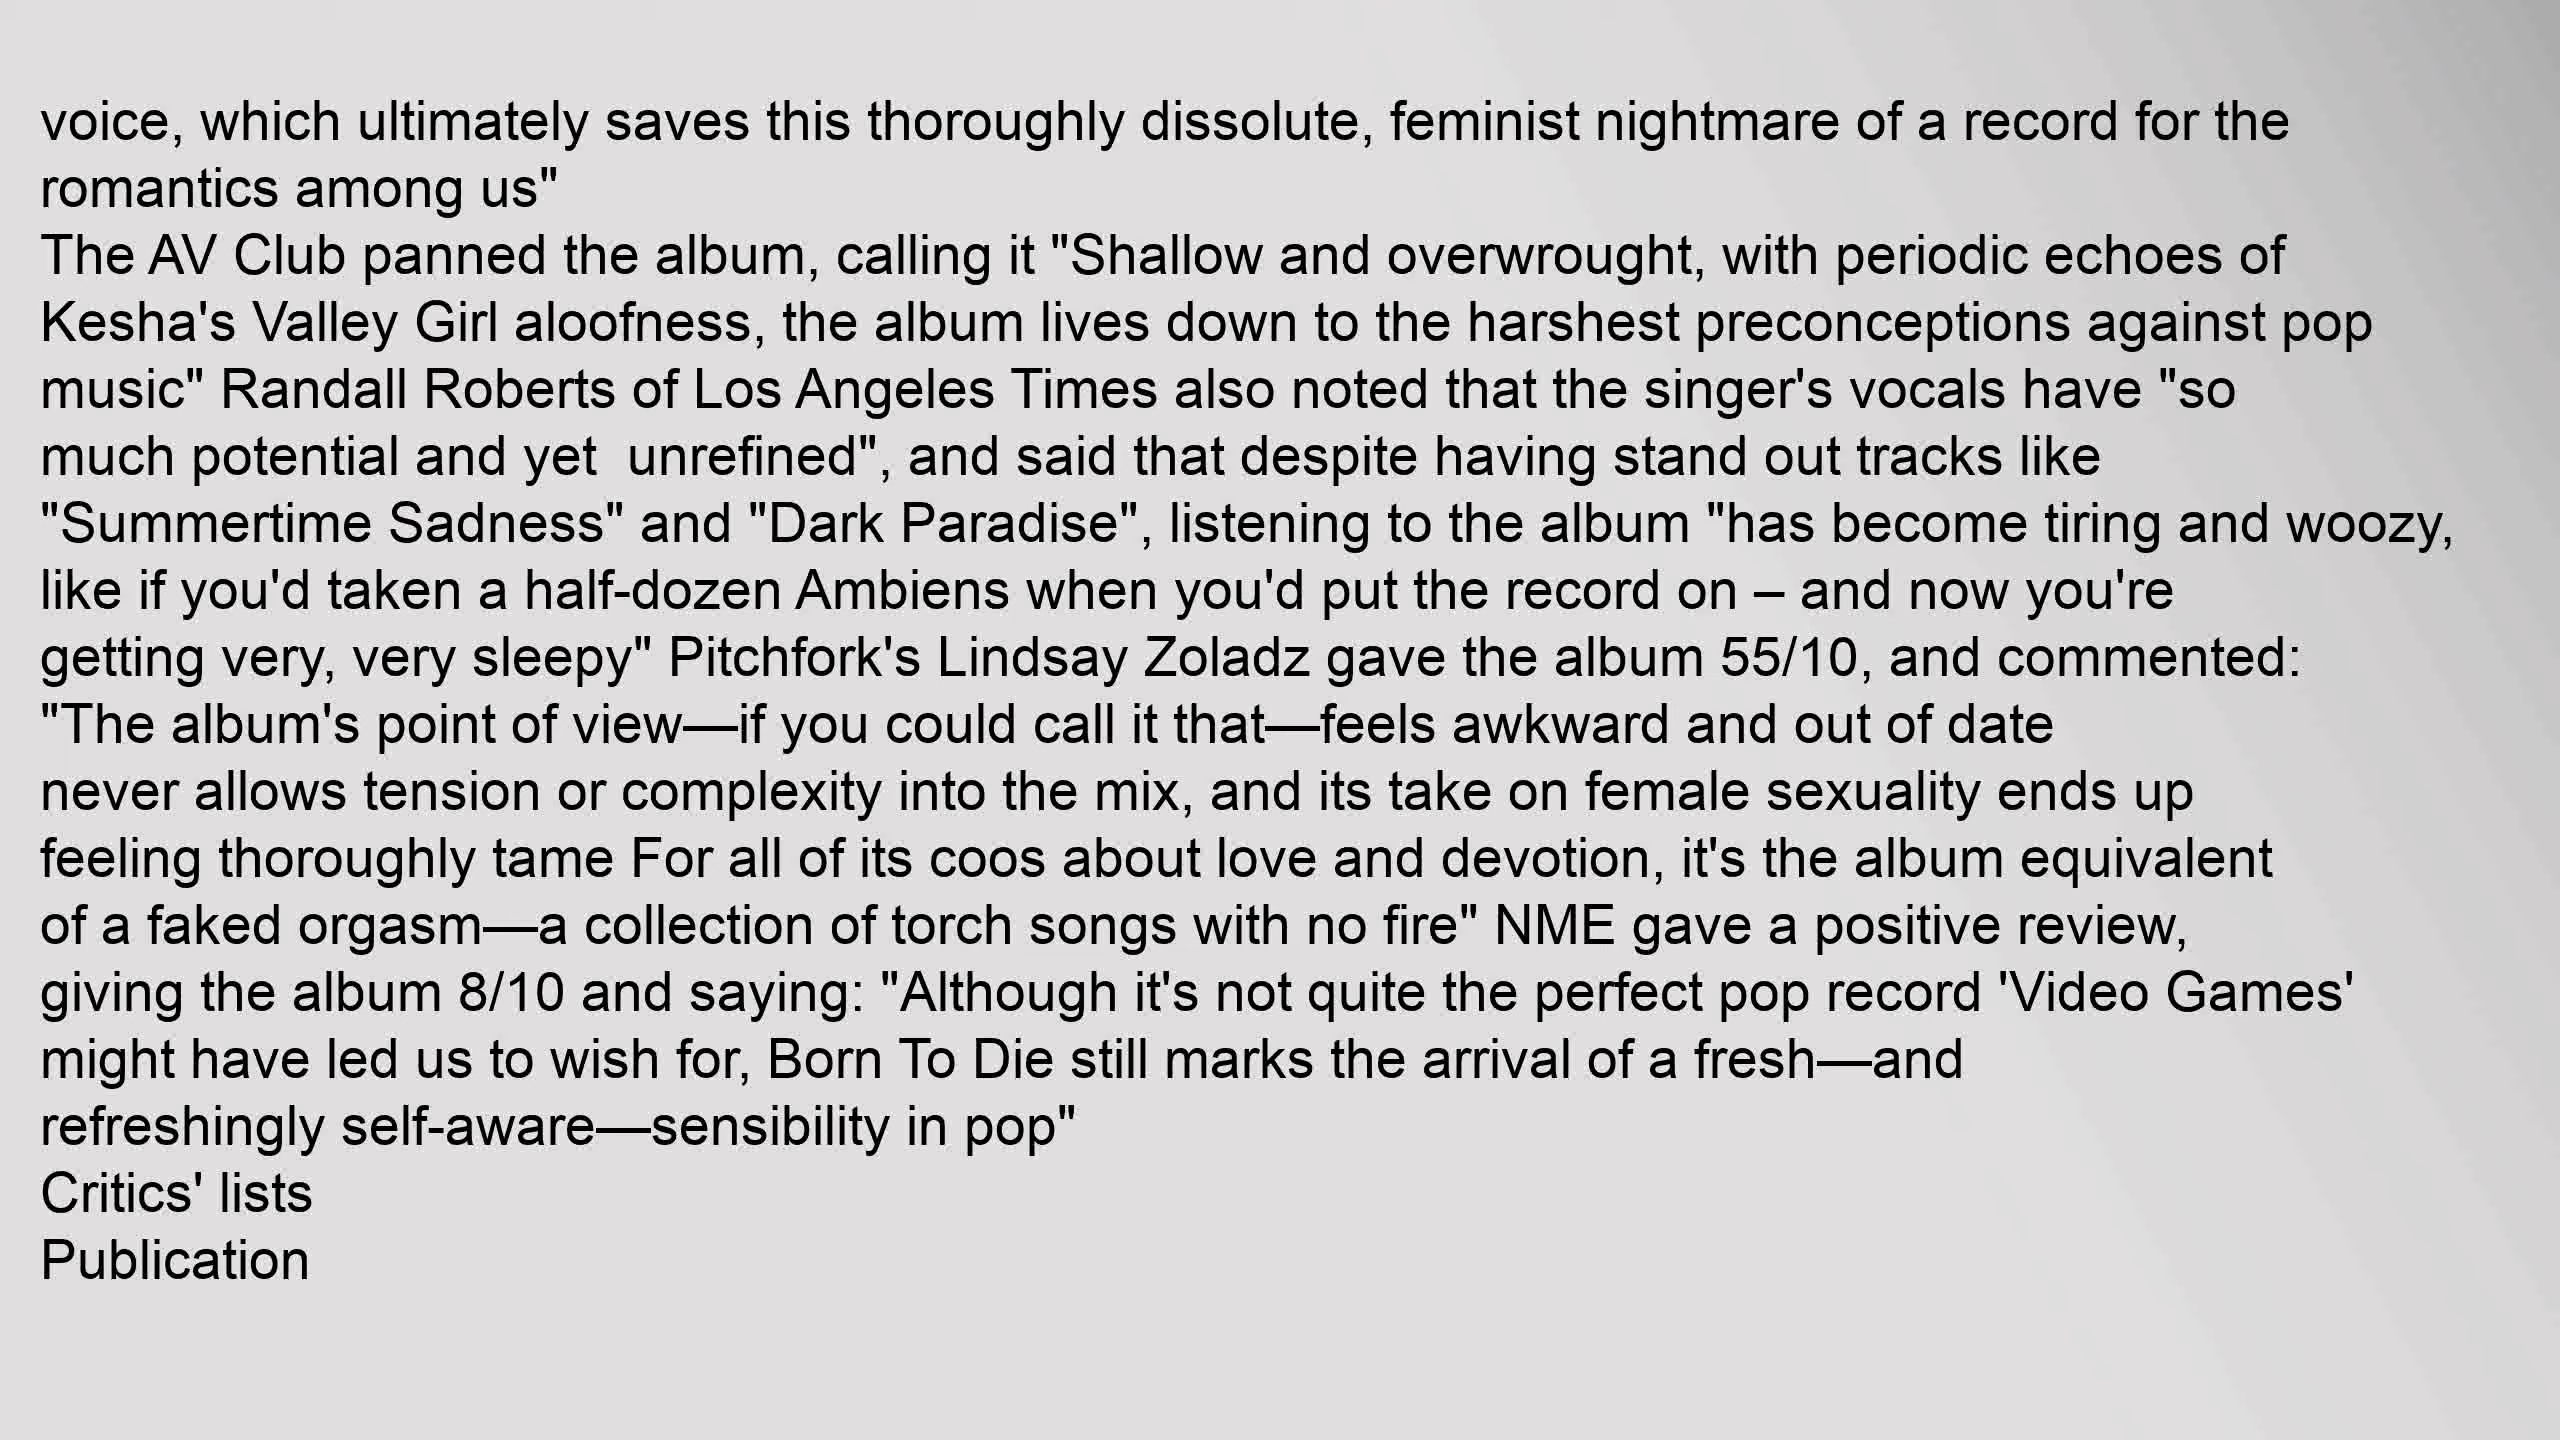 voice, which ultimately saves this thoroughly dissolute, feminist nightmare of a record for the
romantics among us"
The AV Club panned the album, calling it "Shallow and overwrought, with periodic echoes of
Kesha's Valley Girl aloofness, the album lives down to the harshest preconceptions against pop
music" Randall Roberts of Los Angeles Times also noted that the singer's vocals have "so
much potential and yet  unrefined", and said that despite having stand out tracks like
"Summertime Sadness" and "Dark Paradise", listening to the album "has become tiring and woozy,
like if you'd taken a half-dozen Ambiens when you'd put the record on – and now you're
getting very, very sleepy" Pitchfork's Lindsay Zoladz gave the album 55/10, and commented:
"The album's point of view—if you could call it that—feels awkward and out of date
never allows tension or complexity into the mix, and its take on female sexuality ends up
feeling thoroughly tame For all of its coos about love and devotion, it's the album equivalent
of a faked orgasm—a collection of torch songs with no fire" NME gave a positive review,
giving the album 8/10 and saying: "Although it's not quite the perfect pop record 'Video Games'
might have led us to wish for, Born To Die still marks the arrival of a fresh—and
refreshingly self-aware—sensibility in pop"
Critics' lists
Publication